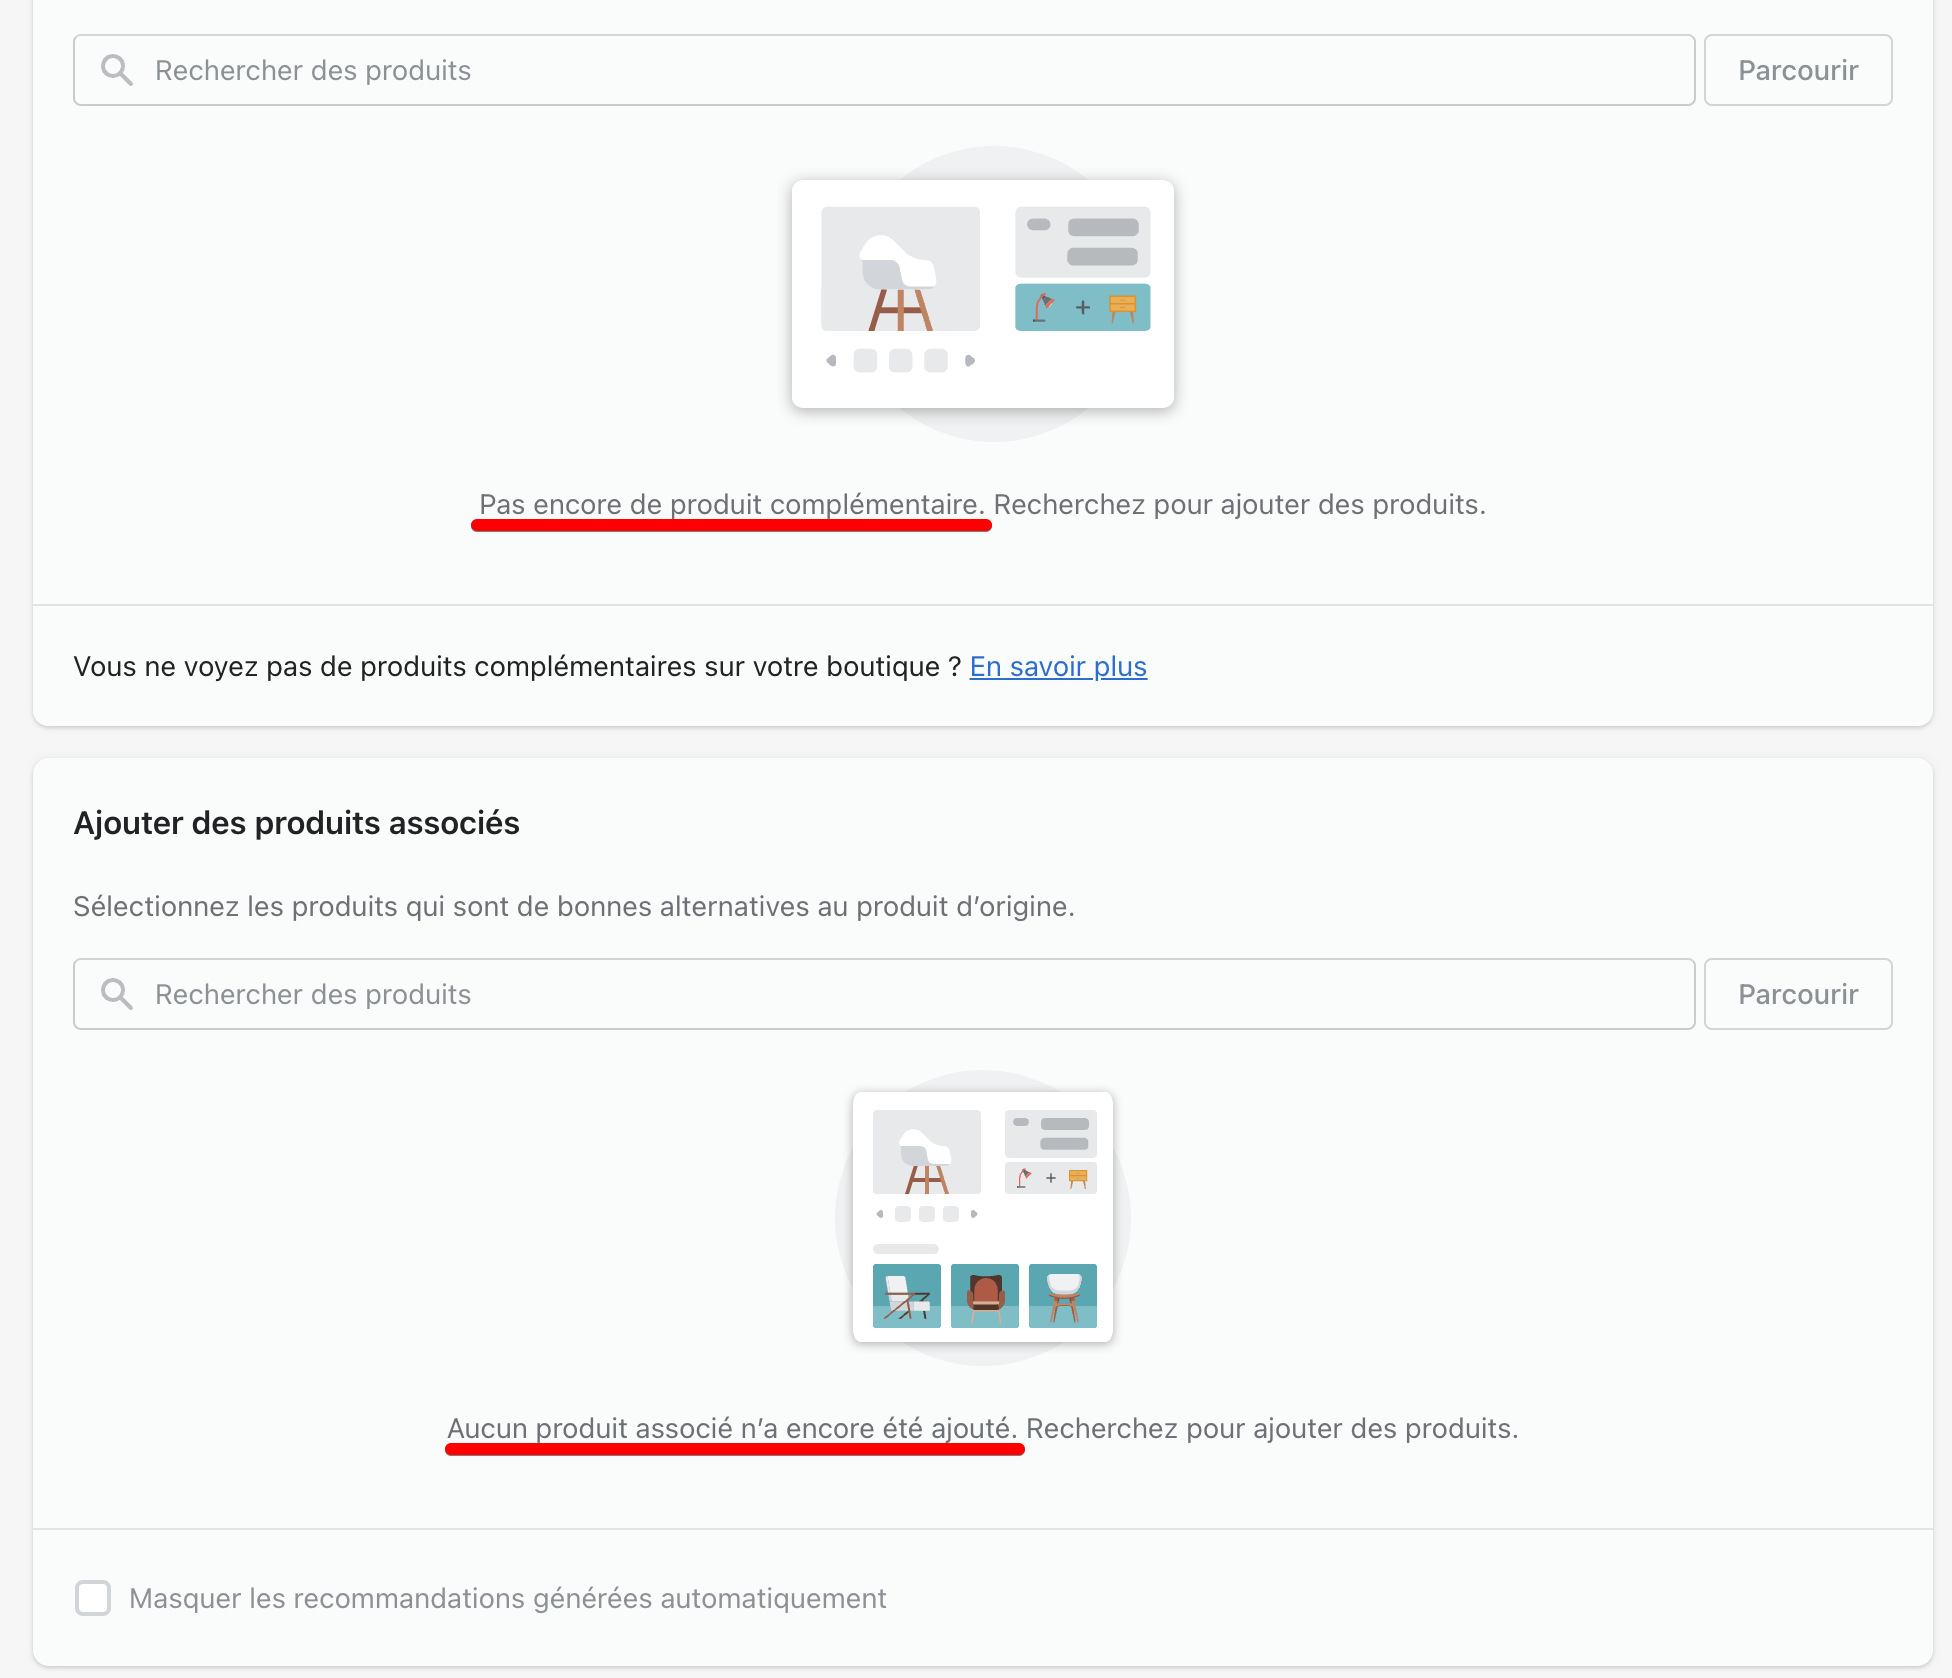 Rechercher des produits
Parcourir
Pas encore de produit complémentaire. Recherchez pour ajouter des produits.
Vous ne voyez pas de produits complémentaires sur votre boutique ? En savoir plus
Ajouter des produits associés
Sélectionnez les produits qui sont de bonnes alternatives au produit d’origine.
Rechercher des produits
Parcourir
Aucun produit associé n’a encore été ajouté. Recherchez pour ajouter des produits.
Masquer les recommandations générées automatiquement